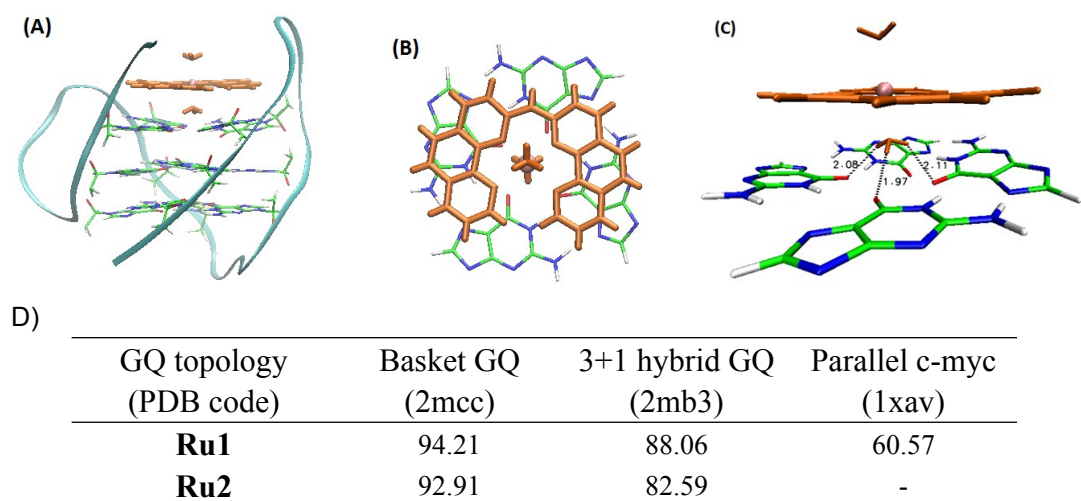 (A)
(B)
(C)
2.08
2.11
1.97
D)
GQ topology Basket GQ 3+1 hybrid GQ Parallel c-myc
(PDB code) (2mcc) (2mb3) (1xav)
Ru1 94.21 88.06 60.57
Ru2 92.91 82.59 -